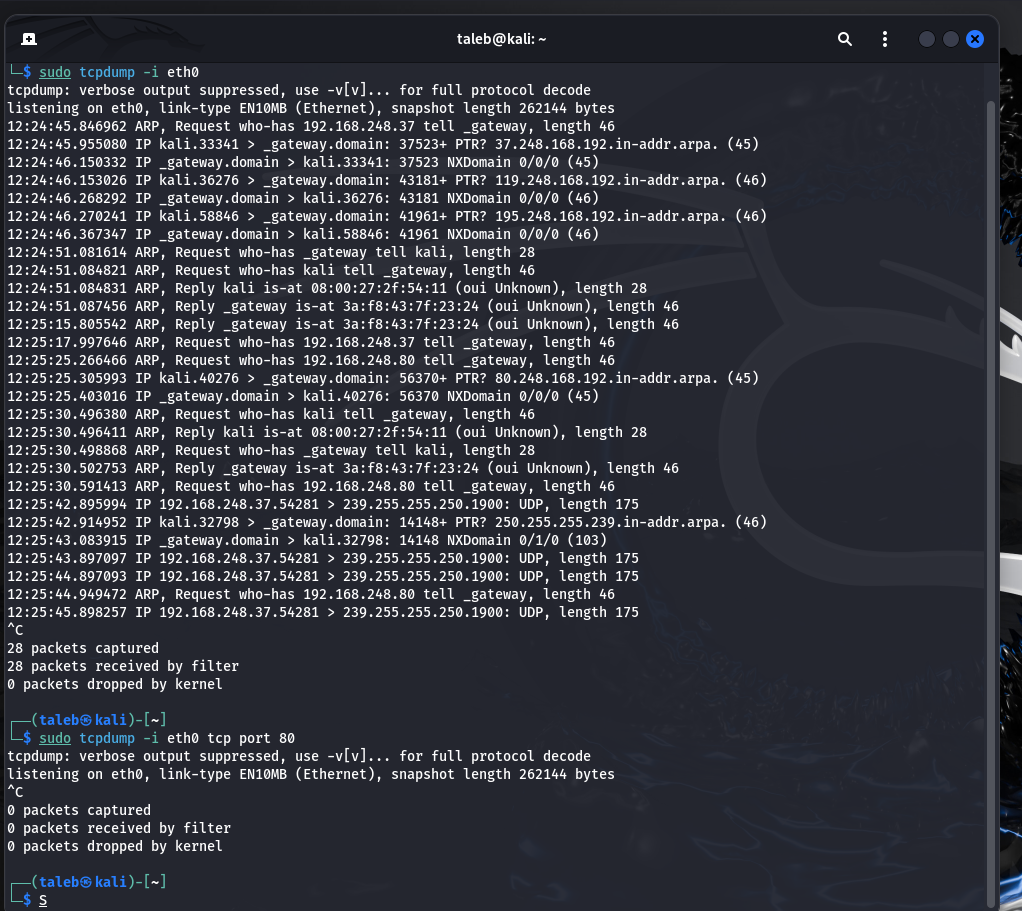 taleb@kali: ~
└─$ sudo tcpdump -i eth0
tcpdump: verbose output suppressed, use -v[v]... for full protocol decode
listening on eth0, link-type EN10MB (Ethernet), snapshot length 262144 bytes
12:24:45.846962 ARP, Request who-has 192.168.248.37 tell _gateway, length 46
12:24:45.955080 IP kali.33341 > _gateway.domain: 37523+ PTR? 37.248.168.192.in-addr.arpa. (45)
12:24:46.150332 IP _gateway.domain > kali.33341: 37523 NXDomain 0/0/0 (45)
12:24:46.153026 IP kali.36276 > _gateway.domain: 43181+ PTR? 119.248.168.192.in-addr.arpa. (46)
12:24:46.268292 IP _gateway.domain > kali.36276: 43181 NXDomain 0/0/0 (46)
12:24:46.270241 IP kali.58846 > _gateway.domain: 41961+ PTR? 195.248.168.192.in-addr.arpa. (46)
12:24:46.367347 IP _gateway.domain > kali.58846: 41961 NXDomain 0/0/0 (46)
12:24:51.081614 ARP, Request who-has _gateway tell kali, length 28
12:24:51.084821 ARP, Request who-has kali tell _gateway, length 46
12:24:51.084831 ARP, Reply kali is-at 08:00:27:2f:54:11 (oui Unknown), length 28
12:24:51.087456 ARP, Reply _gateway is-at 3a:f8:43:7f:23:24 (oui Unknown), length 46
12:25:15.805542 ARP, Reply _gateway is-at 3a:f8:43:7f:23:24 (oui Unknown), length 46
12:25:17.997646 ARP, Request who-has 192.168.248.37 tell _gateway, length 46
12:25:25.266466 ARP, Request who-has 192.168.248.80 tell _gateway, length 46
12:25:25.305993 IP kali.40276 > _gateway.domain: 56370+ PTR? 80.248.168.192.in-addr.arpa. (45)
12:25:25.403016 IP _gateway.domain > kali.40276: 56370 NXDomain 0/0/0 (45)
12:25:30.496380 ARP, Request who-has kali tell _gateway, length 46
12:25:30.496411 ARP, Reply kali is-at 08:00:27:2f:54:11 (oui Unknown), length 28
12:25:30.498868 ARP, Request who-has _gateway tell kali, length 28
12:25:30.502753 ARP, Reply _gateway is-at 3a:f8:43:7f:23:24 (oui Unknown), length 46
12:25:30.591413 ARP, Request who-has 192.168.248.80 tell _gateway, length 46
12:25:42.895994 IP 192.168.248.37.54281 > 239.255.255.250.1900: UDP, length 175
12:25:42.914952 IP kali.32798 > _gateway.domain: 14148+ PTR? 250.255.255.239.in-addr.arpa. (46)
12:25:43.083915 IP _gateway.domain > kali.32798: 14148 NXDomain 0/1/0 (103)
12:25:43.897097 IP 192.168.248.37.54281 > 239.255.255.250.1900: UDP, length 175
12:25:44.897093 IP 192.168.248.37.54281 > 239.255.255.250.1900: UDP, length 175
12:25:44.949472 ARP, Request who-has 192.168.248.80 tell _gateway, length 46
12:25:45.898257 IP 192.168.248.37.54281 > 239.255.255.250.1900: UDP, length 175
^C
28 packets captured
28 packets received by filter
0 packets dropped by kernel
┌──(taleb㉿kali)-[~]
└─$ sudo tcpdump -i eth0 tcp port 80
tcpdump: verbose output suppressed, use -v[v]... for full protocol decode
listening on eth0, link-type EN10MB (Ethernet), snapshot length 262144 bytes
^C
0 packets captured
0 packets received by filter
0 packets dropped by kernel
┌──(taleb㉿kali)-[~]
└─$ S